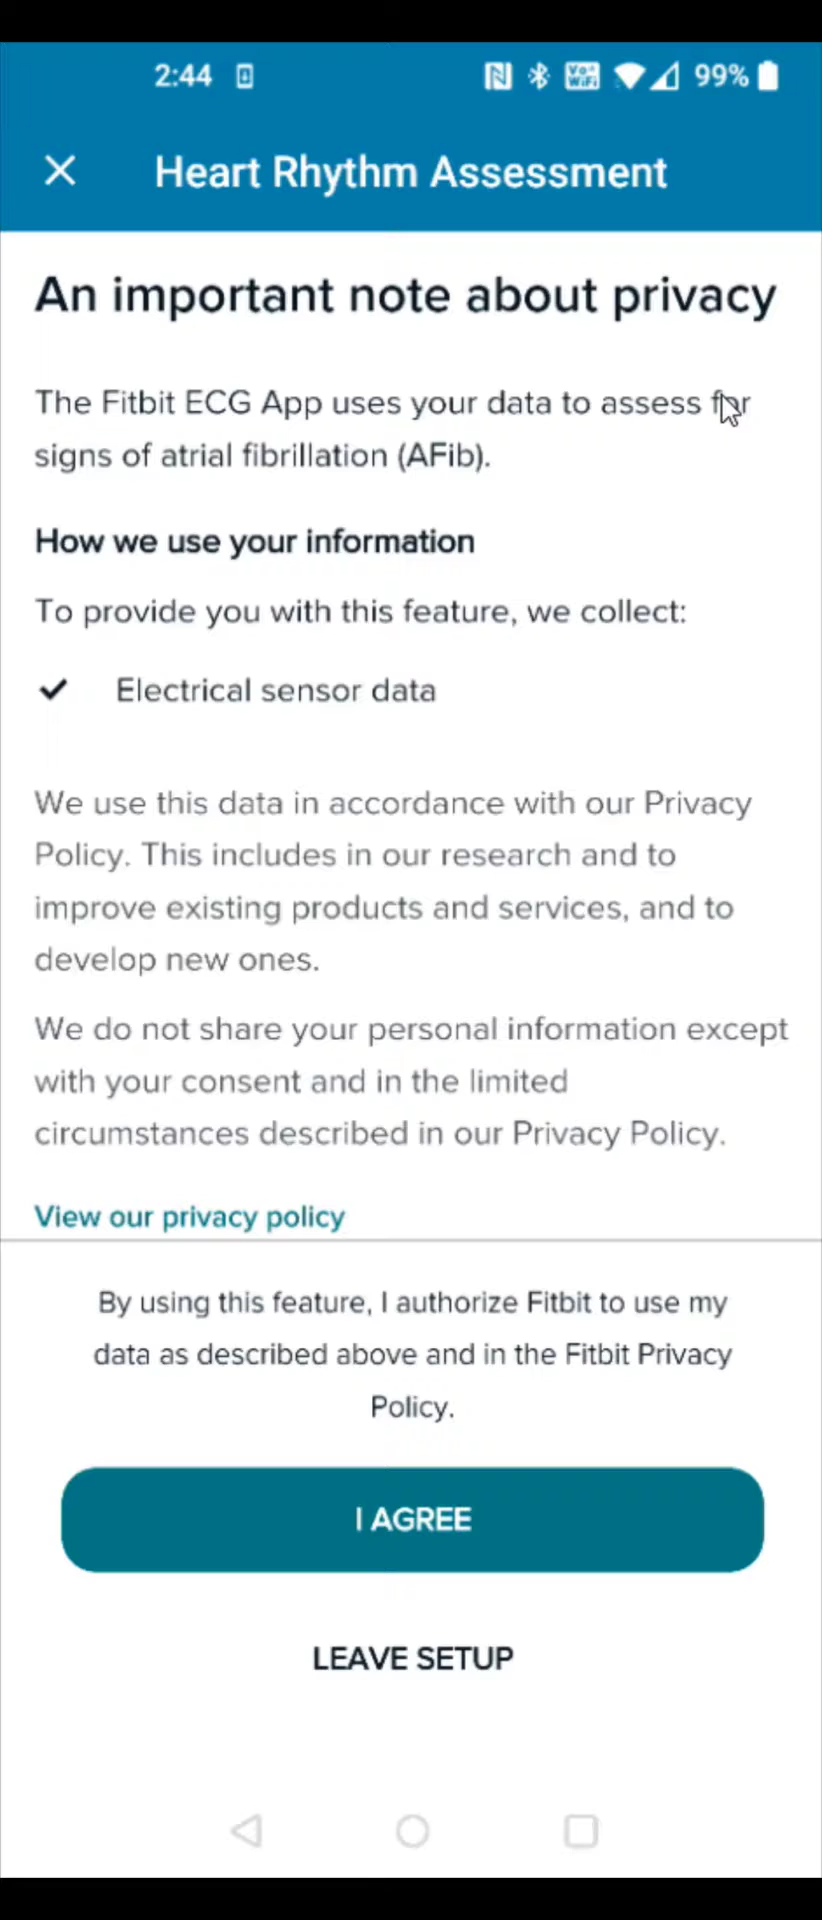 2:44
Vo
WiFi
99%
Heart Rhythm Assessment
An important note about privacy
The Fitbit ECG App uses your data to assess for
signs of atrial fibrillation (AFib).
How we use your information
To provide you with this feature, we collect:
Electrical sensor data
We use this data in accordance with our Privacy
Policy. This includes in our research and to
improve existing products and services, and to
develop new ones.
We do not share your personal information except
with your consent and in the limited
circumstances described in our Privacy Policy.
View our privacy policy
By using this feature, I authorize Fitbit to use my
data as described above and in the Fitbit Privacy
Policy.
I AGREE
LEAVE SETUP